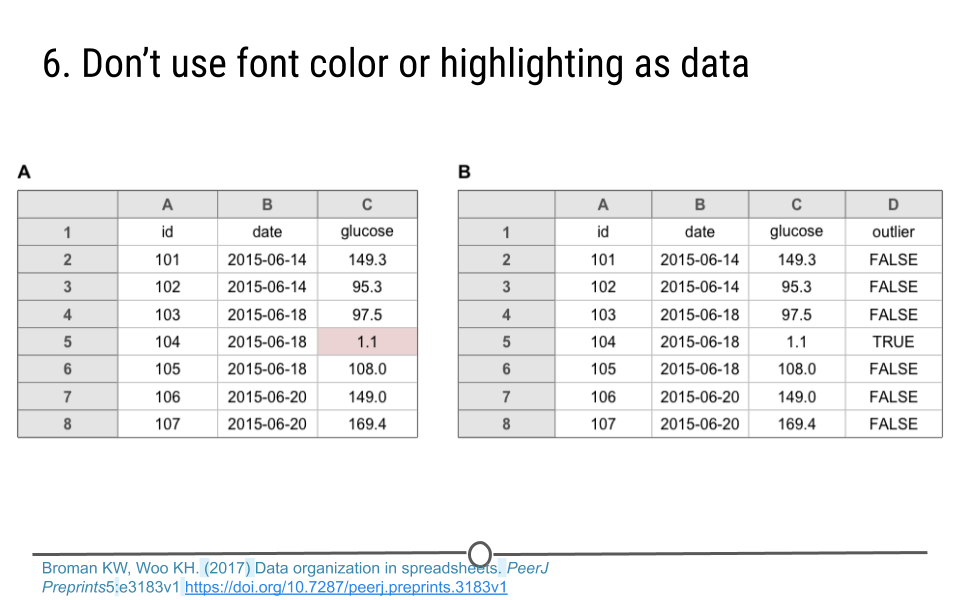 6. Don’t use font color or highlighting as data
A
A B C
1 id date glucose
2 101 2015-06-14 149.3
3 102 2015-06-14 95.3
4 103 2015-06-18 97.5
5 104 2015-06-18 1.1
6 105 2015-06-18 108.0
7 106 2015-06-20 149.0
8 107 2015-06-20 169.4
B
A B C D
1 id date glucose outlier
2 101 2015-06-14 149.3 FALSE
3 102 2015-06-14 95.3 FALSE
4 103 2015-06-18 97.5 FALSE
5 104 2015-06-18 1.1 TRUE
6 105 2015-06-18 108.0 FALSE
7 106 2015-06-20 149.0 FALSE
8 107 2015-06-20 169.4 FALSE
Broman KW, Woo KH. (2017) Data organization in spreadsheets. PeerJ
Preprints5:e3183v1 https://doi.org/10.7287/peerj.preprints.3183v1